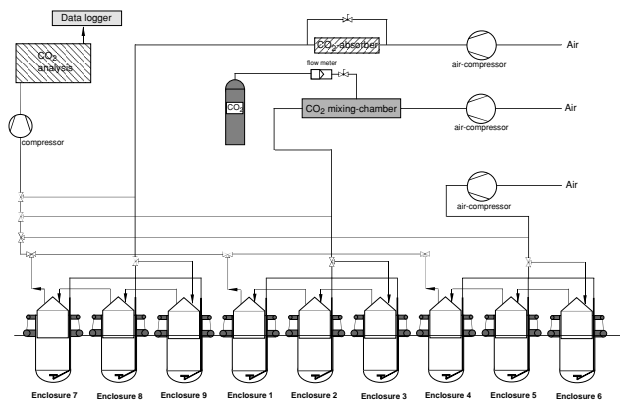 Data logger
CO2 analysis
compressor
CO2-absorber
air-compressor
Air
flow meter
CO2
CO2 mixing-chamber
air-compressor
Air
air-compressor
Air
Enclosure 7
Enclosure 8
Enclosure 9
Enclosure 1
Enclosure 2
Enclosure 3
Enclosure 4
Enclosure 5
Enclosure 6